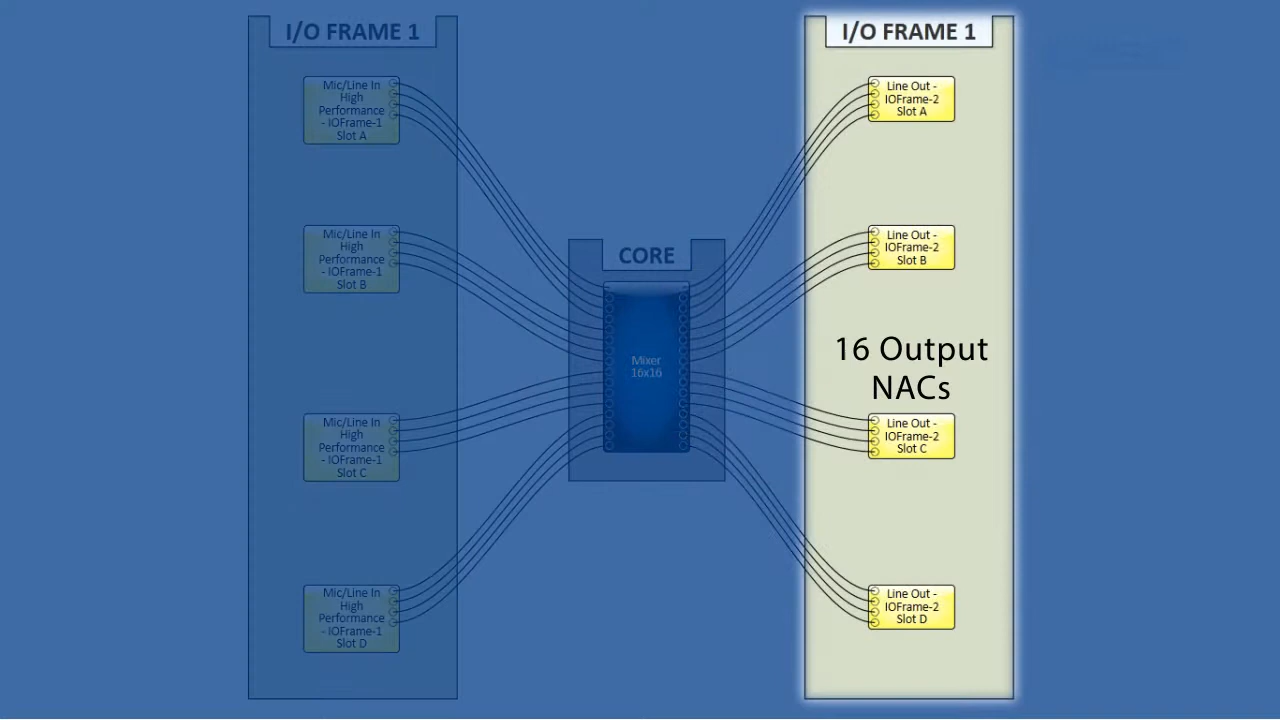 I/O FRAME 1
Mic/Line In
High
Performance
- IOFrame-1
Slot A
Mic/Line In
High
Performance
- IOFrame-1
Slot B
Mic/Line In
High
Performance
- IOFrame-1
Slot C
Mic/Line In
High
Performance
- IOFrame-1
Slot D
CORE
Mixer
16x16
I/O FRAME 1
Line Out -
IOFrame-2
Slot A
Line Out -
IOFrame-2
Slot B
16 Output
NACs
Line Out -
IOFrame-2
Slot C
Line Out -
IOFrame-2
Slot D